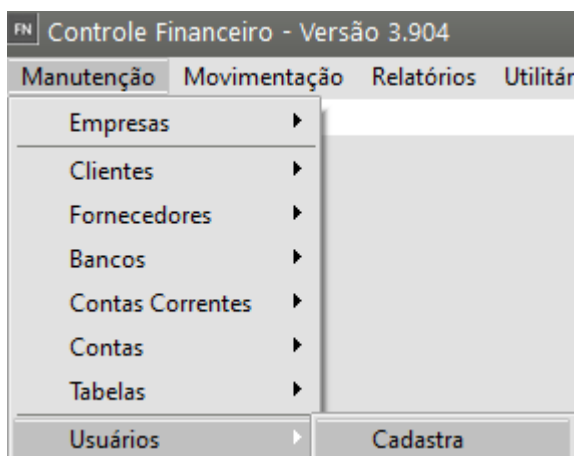 FN Controle Financeiro - Versão 3.904
Manutenção Movimentação Relatórios
Empresas
Clientes
Fornecedores
Bancos
Contas Correntes
Contas
Tabelas
Usuários Cadastra